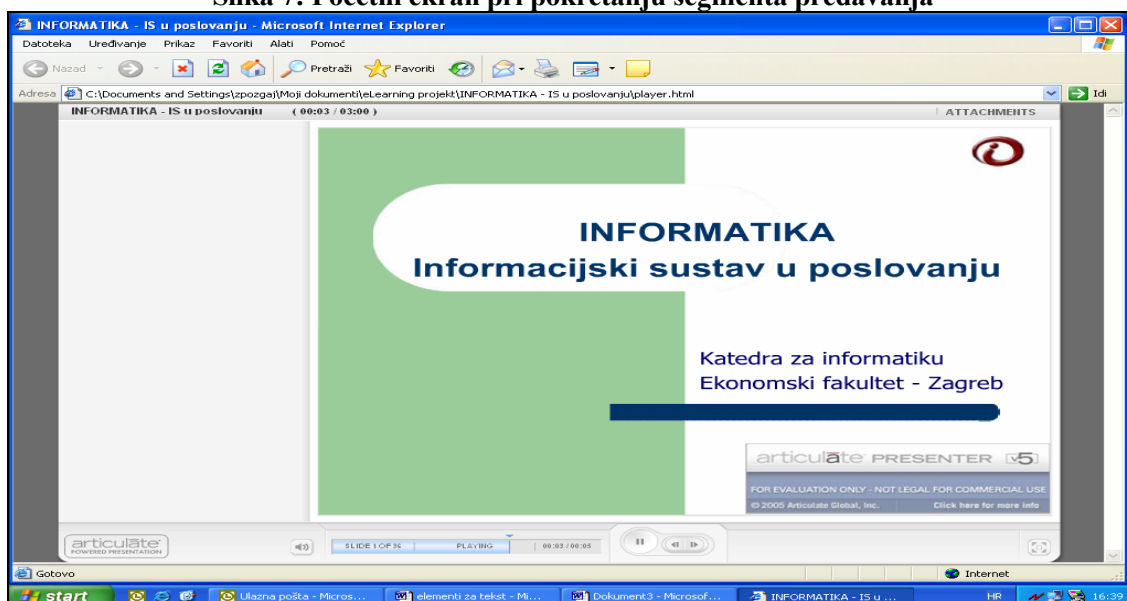 Slika 7. Početni ekran pri pokretanju segmenta predavanja
INFORMATIKA - IS u poslovanju - Microsoft Internet Explorer
Datoteka Uređivanje Prikaz Favoriti Alati Pomoć
Nazad Pretraži Favoriti
Adresa C:\Documents and Settings\zpozgaj\Moji dokumenti\eLearning projekt\INFORMATIKA - IS u poslovanju\player.html Idi
INFORMATIKA - IS u poslovanju ( 00:03 / 03:00 ) ATTACHMENTS
INFORMATIKA
Informacijski sustav u poslovanju
Katedra za informatiku
Ekonomski fakultet - Zagreb
articulate PRESENTER v5
FOR EVALUATION ONLY - NOT LEGAL FOR COMMERCIAL USE
© 2005 Articulate Global, Inc. Click here for more info
articulate
POWERED PRESENTATION
SLIDE 1 OF 36 PLAYING 00:03 / 00:05
Gotovo Internet
start Ulazna pošta - Micros... elementi za tekst - Mi... Dokument3 - Microsof... INFORMATIKA - IS u ... HR 16:39